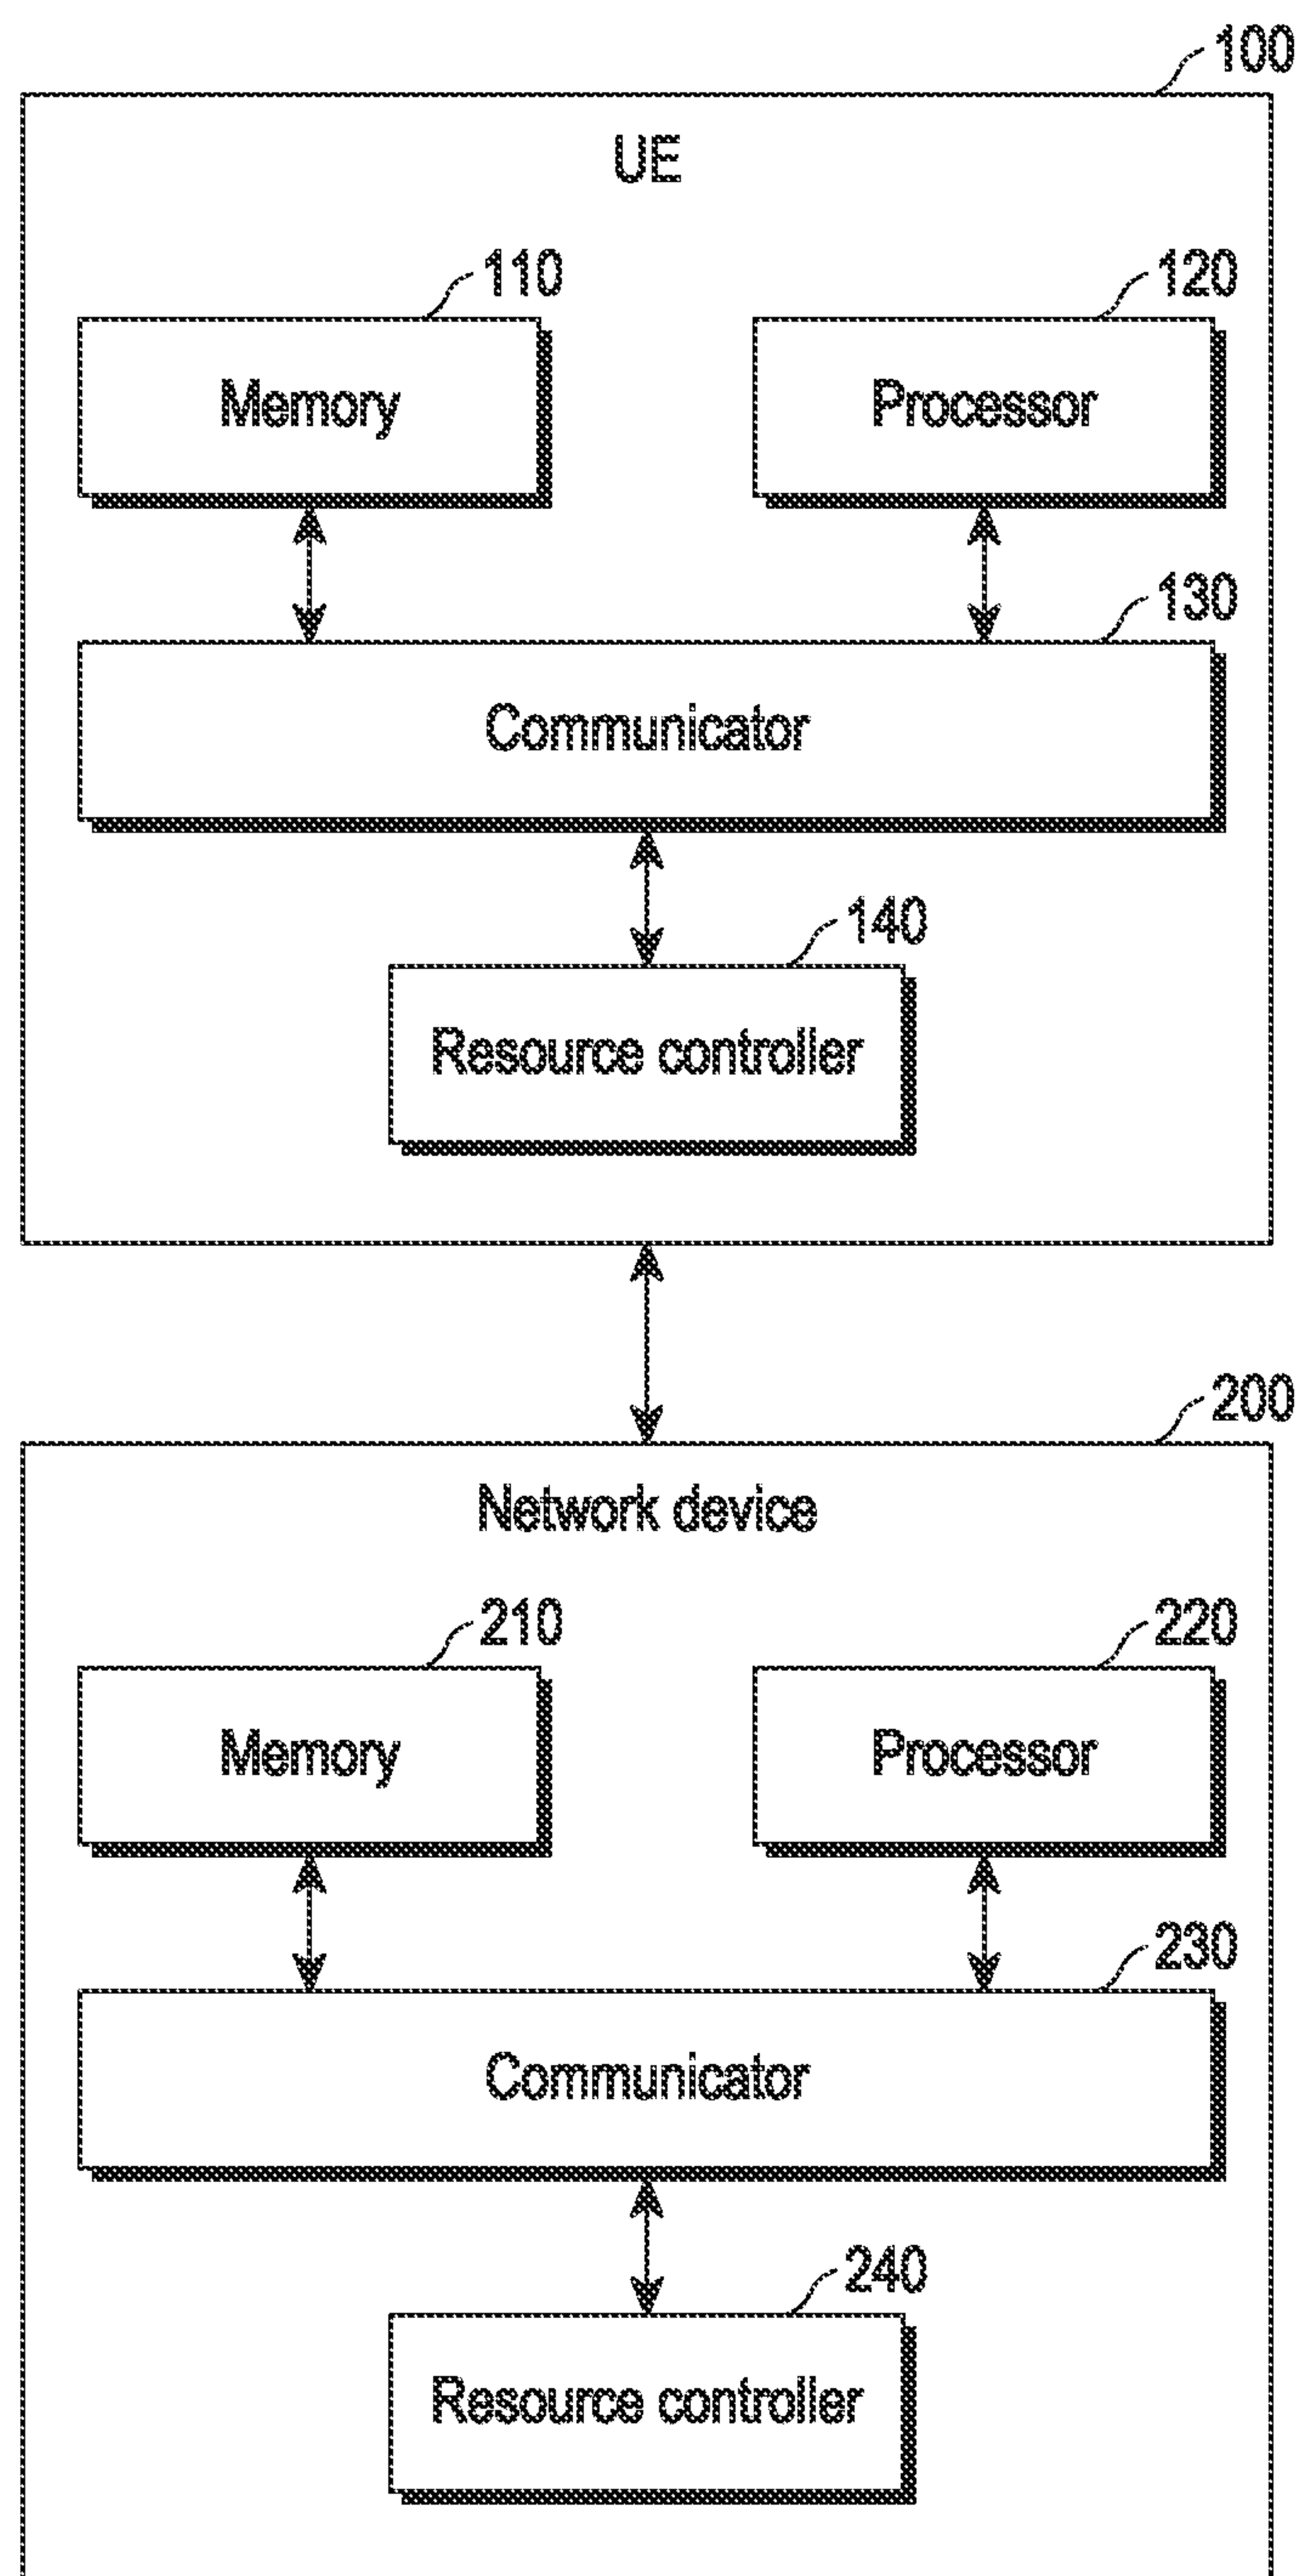 100
UE
110
120
Memory
Processor
130
Communicator
140
Resource controller
200
Network device
210
220
Memory
Processor
230
Communicator
240
Resource controller